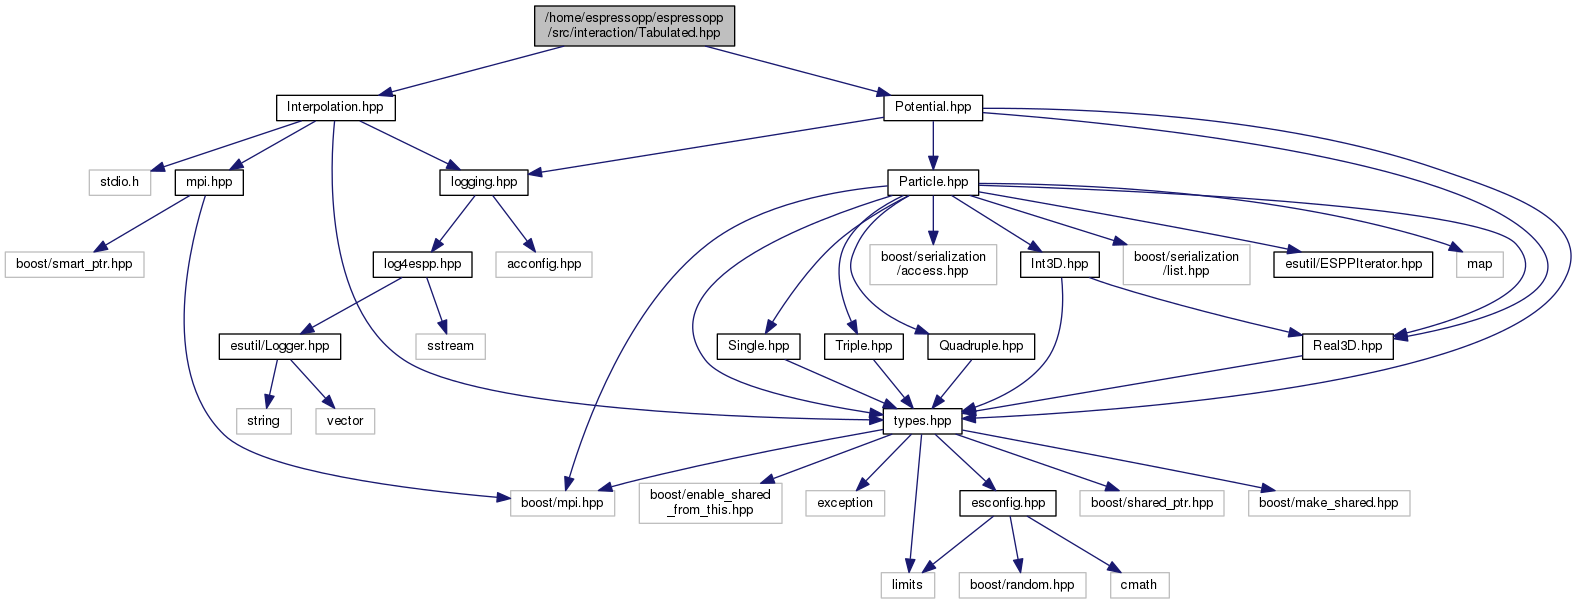 /home/espressopp/espressopp
/src/interaction/Tabulated.hpp
Interpolation.hpp
Potential.hpp
stdio.h
mpi.hpp
logging.hpp
Particle.hpp
boost/smart_ptr.hpp
log4espp.hpp
acconfig.hpp
boost/serialization
/access.hpp
Int3D.hpp
boost/serialization
/list.hpp
esutil/ESPPIterator.hpp
map
esutil/Logger.hpp
sstream
Single.hpp
Triple.hpp
Quadruple.hpp
Real3D.hpp
string
vector
types.hpp
boost/mpi.hpp
boost/enable_shared
_from_this.hpp
exception
esconfig.hpp
boost/shared_ptr.hpp
boost/make_shared.hpp
limits
boost/random.hpp
cmath